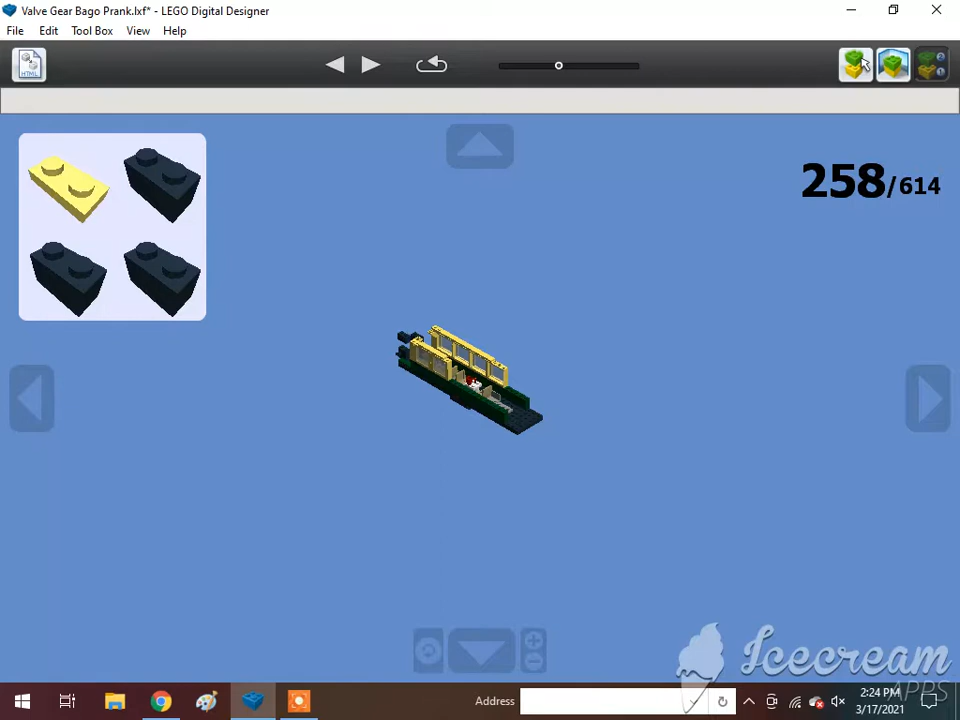 Valve Gear Bago Prank.lxf* - LEGO Digital Designer
File Edit Tool Box View Help
HTML
258/614
Icecream
APPS
Address
2:24 PM
3/17/2021